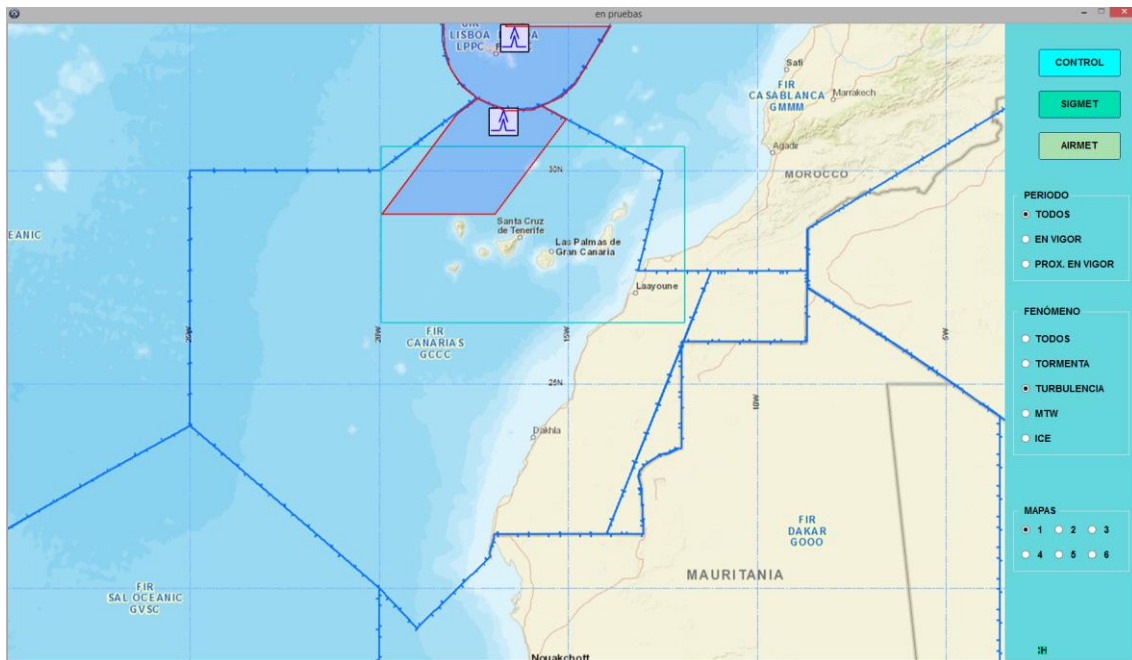 en pruebas
LISBOA
LPPC
Safi
FIR
CASABLANCA
GMMM
Marrakech
Agadir
MOROCCO
30N
EANIC
Santa Cruz
de Tenerife
Las Palmas de
Gran Canaria
Laayoune
20W
15W
5W
FIR
CANARIAS
GCCC
25N
10W
Dakhla
FIR
DAKAR
GOOO
MAURITANIA
FIR
SAL OCEANIC
GVSC
Nouakchott
CONTROL
SIGMET
AIRMET
PERIODO
TODOS
EN VIGOR
PROX. EN VIGOR
FENÓMENO
TODOS
TORMENTA
TURBULENCIA
MTW
ICE
MAPAS
1 2 3
4 5 6